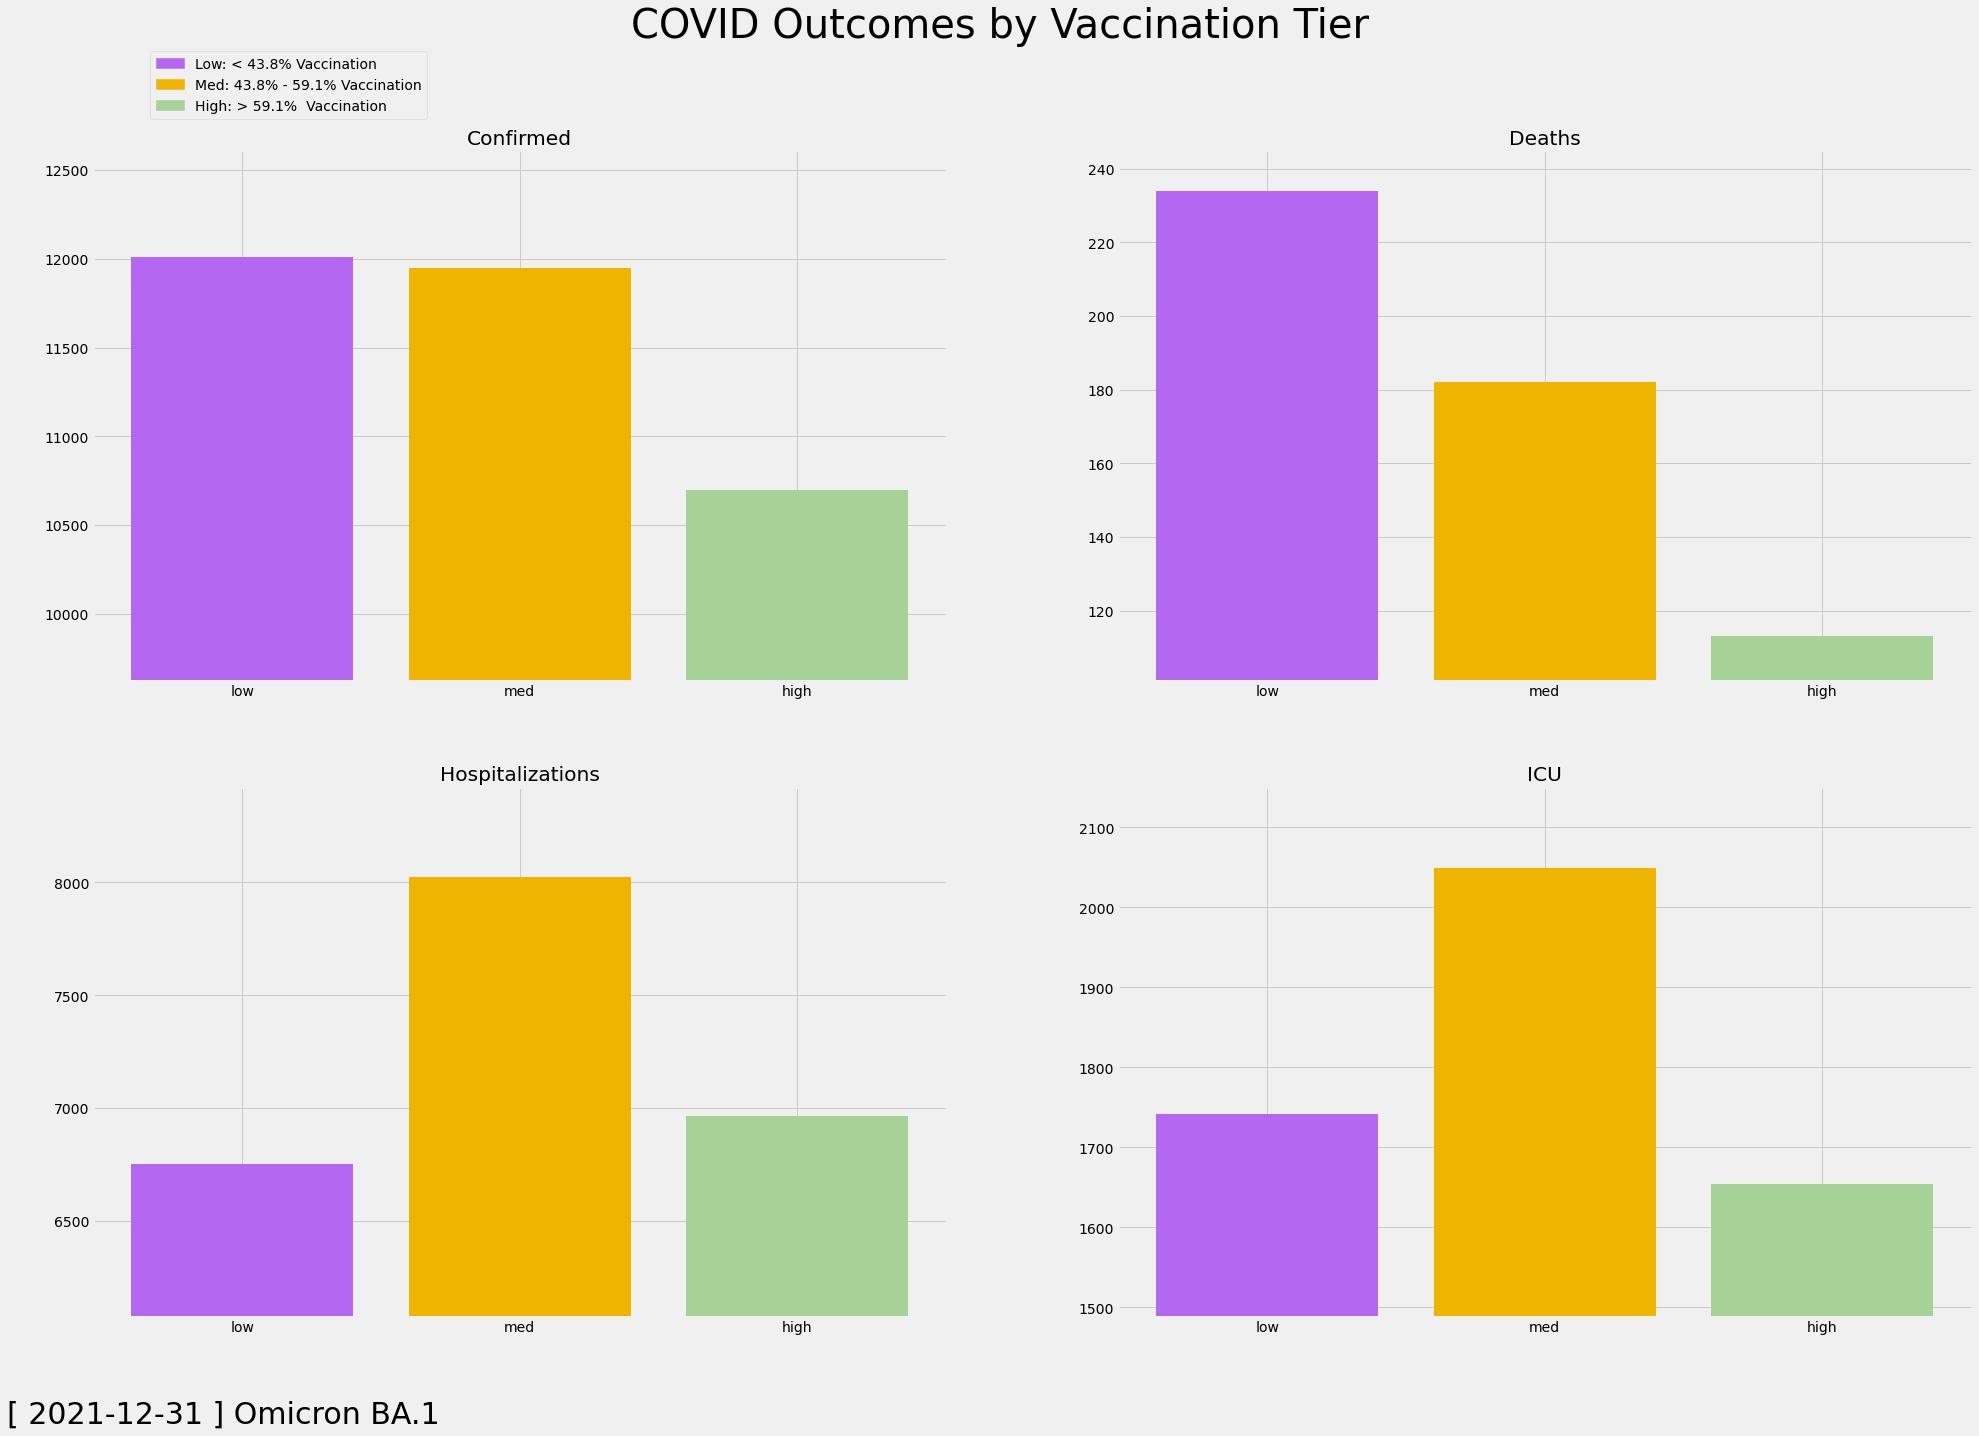 COVID Outcomes by Vaccination Tier
Low: < 43.8% Vaccination
Med: 43.8% - 59.1% Vaccination
High: > 59.1%  Vaccination
Confirmed
12500
12000
11500
11000
10500
10000
low med high
Deaths
240
220
200
180
160
140
120
low med high
Hospitalizations
8000
7500
7000
6500
low med high
ICU
2100
2000
1900
1800
1700
1600
1500
low med high
[ 2021-12-31 ] Omicron BA.1